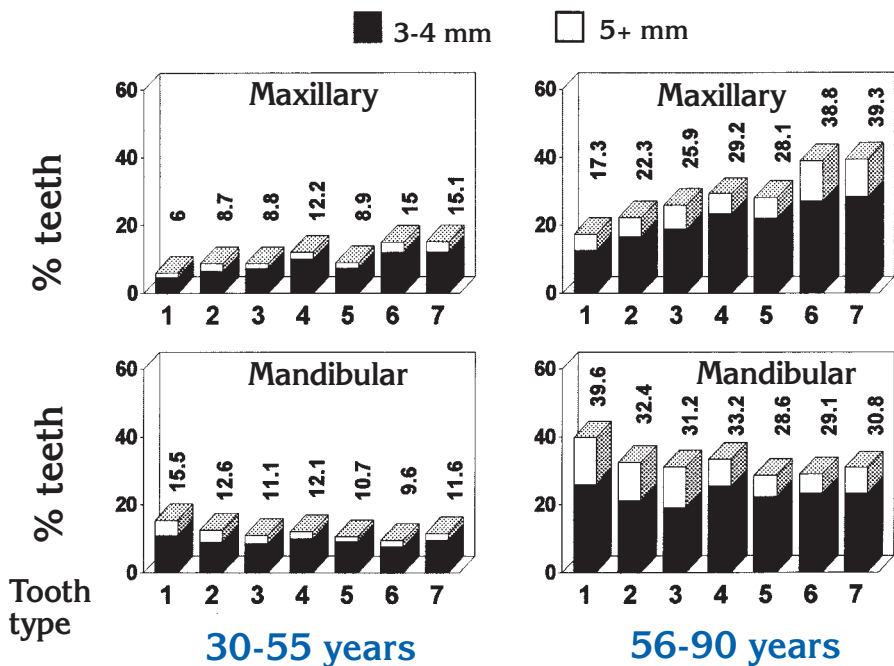 3-4 mm 5+ mm
% teeth
Maxillary
60
40
20
0
6 8.7 8.8 12.2 8.9 15 15.1
1 2 3 4 5 6 7
Maxillary
60
40
20
0
17.3 22.3 25.9 29.2 28.1 38.8 39.3
1 2 3 4 5 6 7
% teeth
Mandibular
60
40
20
0
15.5 12.6 11.1 12.1 10.7 9.6 11.6
1 2 3 4 5 6 7
Mandibular
60
40
20
0
39.6 32.4 31.2 33.2 28.6 29.1 30.8
1 2 3 4 5 6 7
Tooth
type
30-55 years 56-90 years